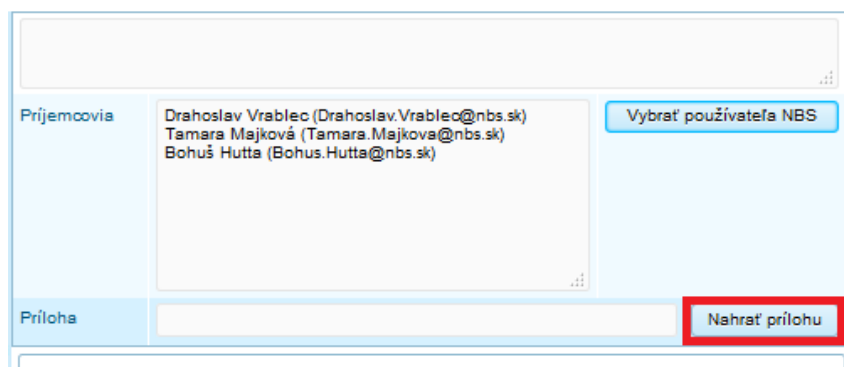 Príjemcovia
Drahoslav Vrablec (Drahoslav.Vrablec@nbs.sk)
Tamara Majková (Tamara.Majkova@nbs.sk)
Bohuš Hutta (Bohus.Hutta@nbs.sk)
Vybrať používateľa NBS
Príloha
Nahrať prílohu